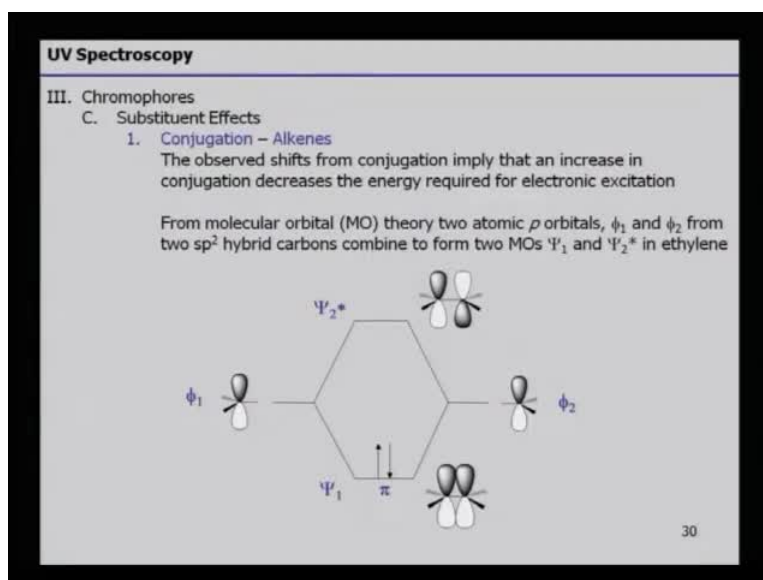 UV Spectroscopy
III. Chromophores
C. Substituent Effects
1. Conjugation – Alkenes
The observed shifts from conjugation imply that an increase in
conjugation decreases the energy required for electronic excitation
From molecular orbital (MO) theory two atomic p orbitals, ϕ₁ and ϕ₂ from
two sp² hybrid carbons combine to form two MOs Ψ₁ and Ψ₂* in ethylene
Ψ₂*
ϕ₁
ϕ₂
Ψ₁ π
30